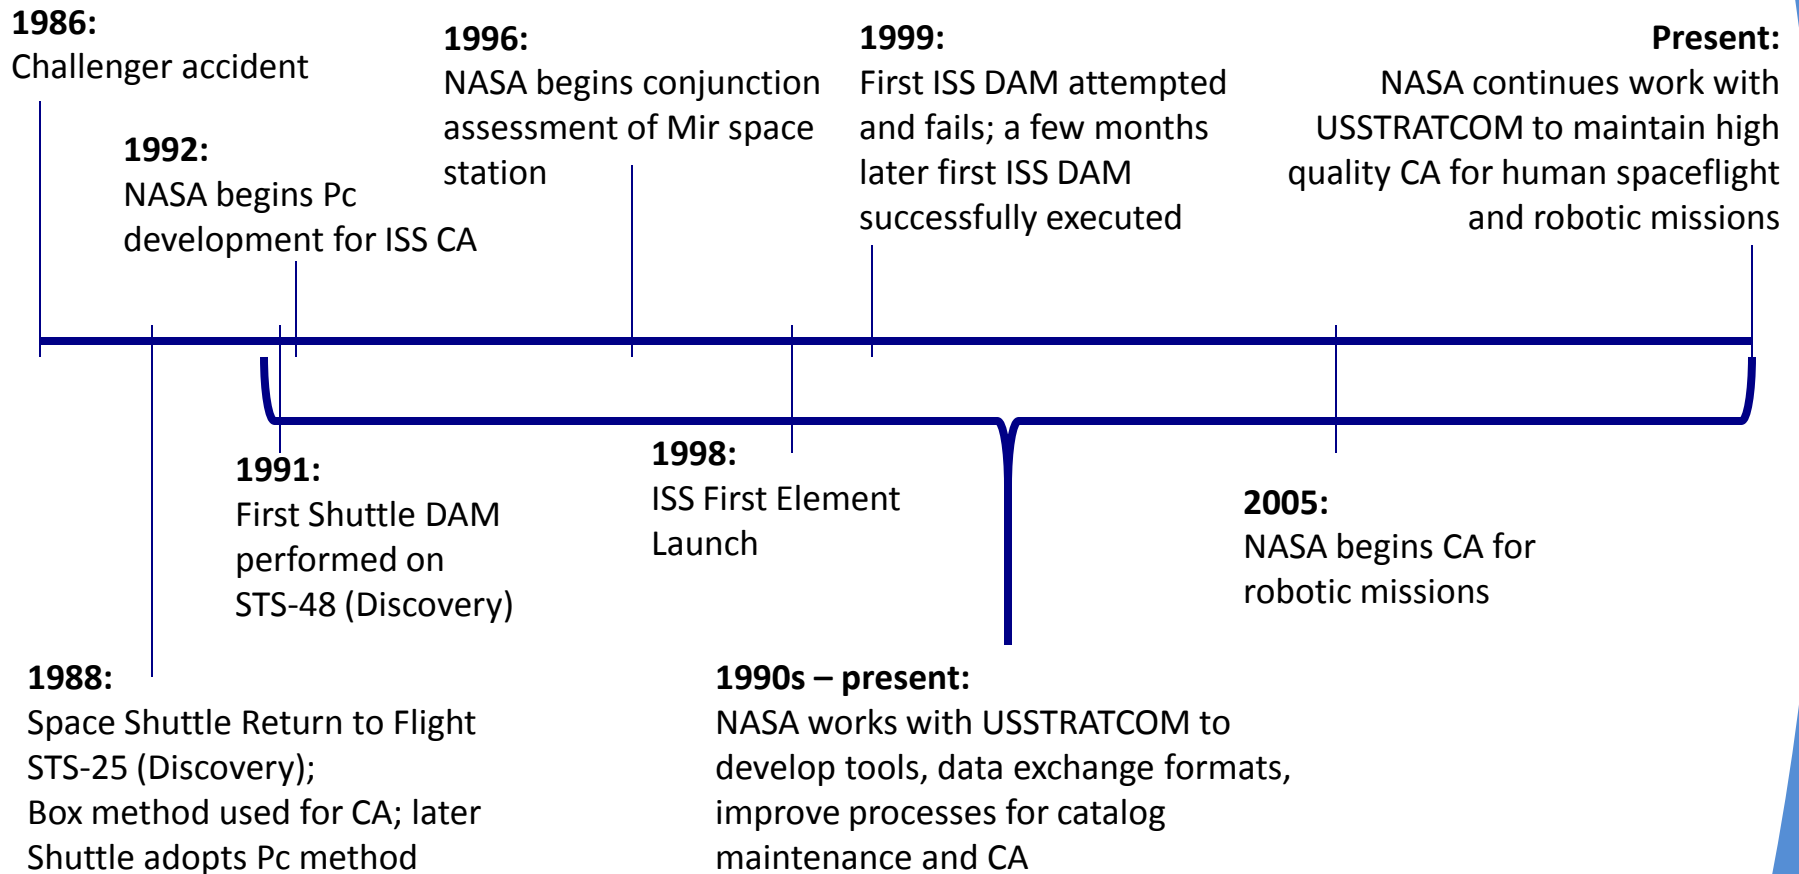 1986:
Challenger accident
1992:
NASA begins Pc
development for ISS CA
1996:
NASA begins conjunction
assessment of Mir space
station
1999:
First ISS DAM attempted
and fails; a few months
later first ISS DAM
successfully executed
Present:
NASA continues work with
USSTRATCOM to maintain high
quality CA for human spaceflight
and robotic missions
1991:
First Shuttle DAM
performed on
STS-48 (Discovery)
1998:
ISS First Element
Launch
2005:
NASA begins CA for
robotic missions
1988:
Space Shuttle Return to Flight
STS-25 (Discovery);
Box method used for CA; later
Shuttle adopts Pc method
1990s – present:
NASA works with USSTRATCOM to
develop tools, data exchange formats,
improve processes for catalog
maintenance and CA